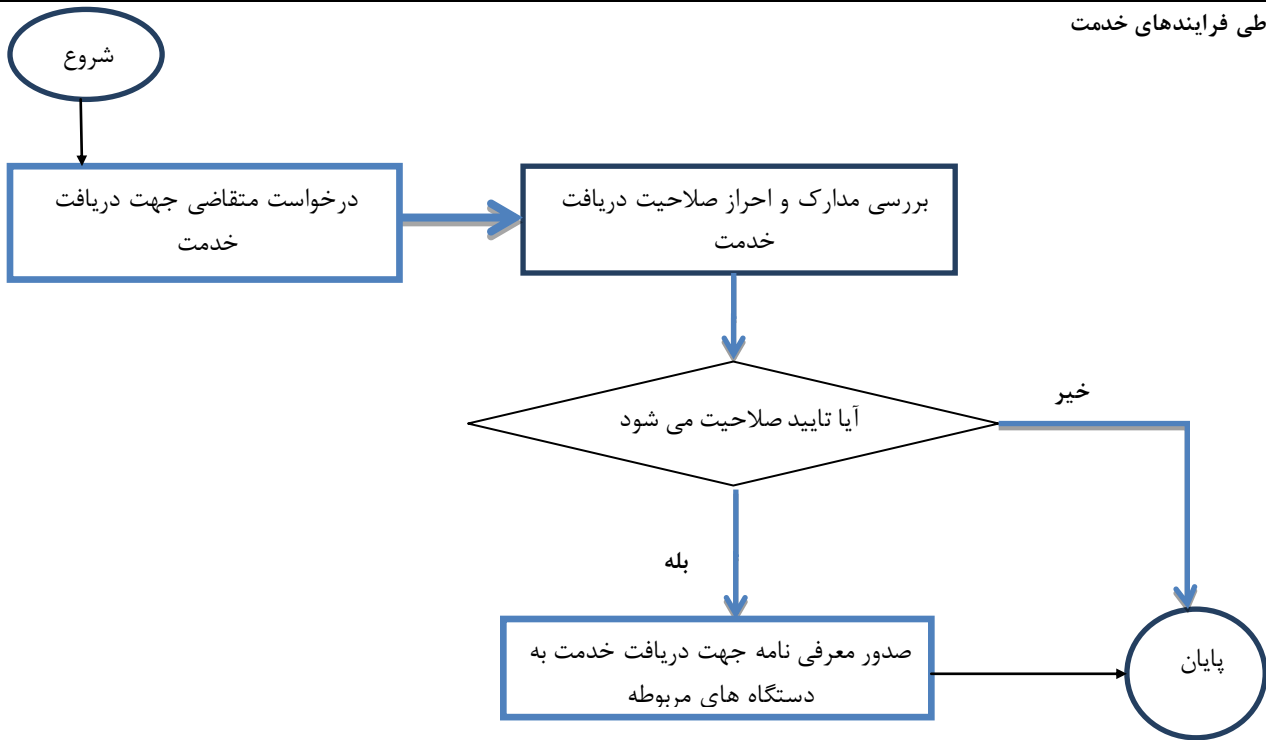 طی فرایندهای خدمت
شروع
درخواست متقاضی جهت دریافت
خدمت
بررسی مدارک و احراز صلاحیت دریافت
خدمت
آیا تایید صلاحیت می شود
خیر
بله
صدور معرفی نامه جهت دریافت خدمت به
دستگاه های مربوطه
پایان